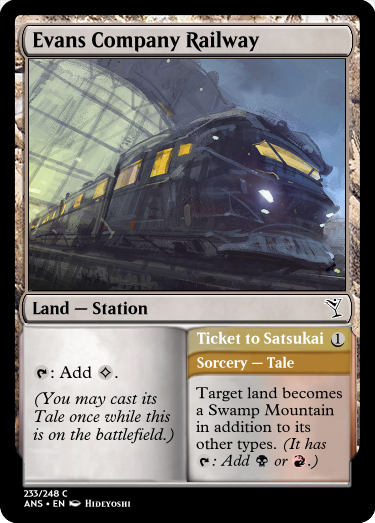 Evans Company Railway
Land — Station
: Add .
(You may cast its
Tale once while this
is on the battlefield.)
Ticket to Satsukai 1
Sorcery — Tale
Target land becomes
a Swamp Mountain
in addition to its
other types. (It has
: Add or .)
233/248 C
ANS • EN Hideyoshi